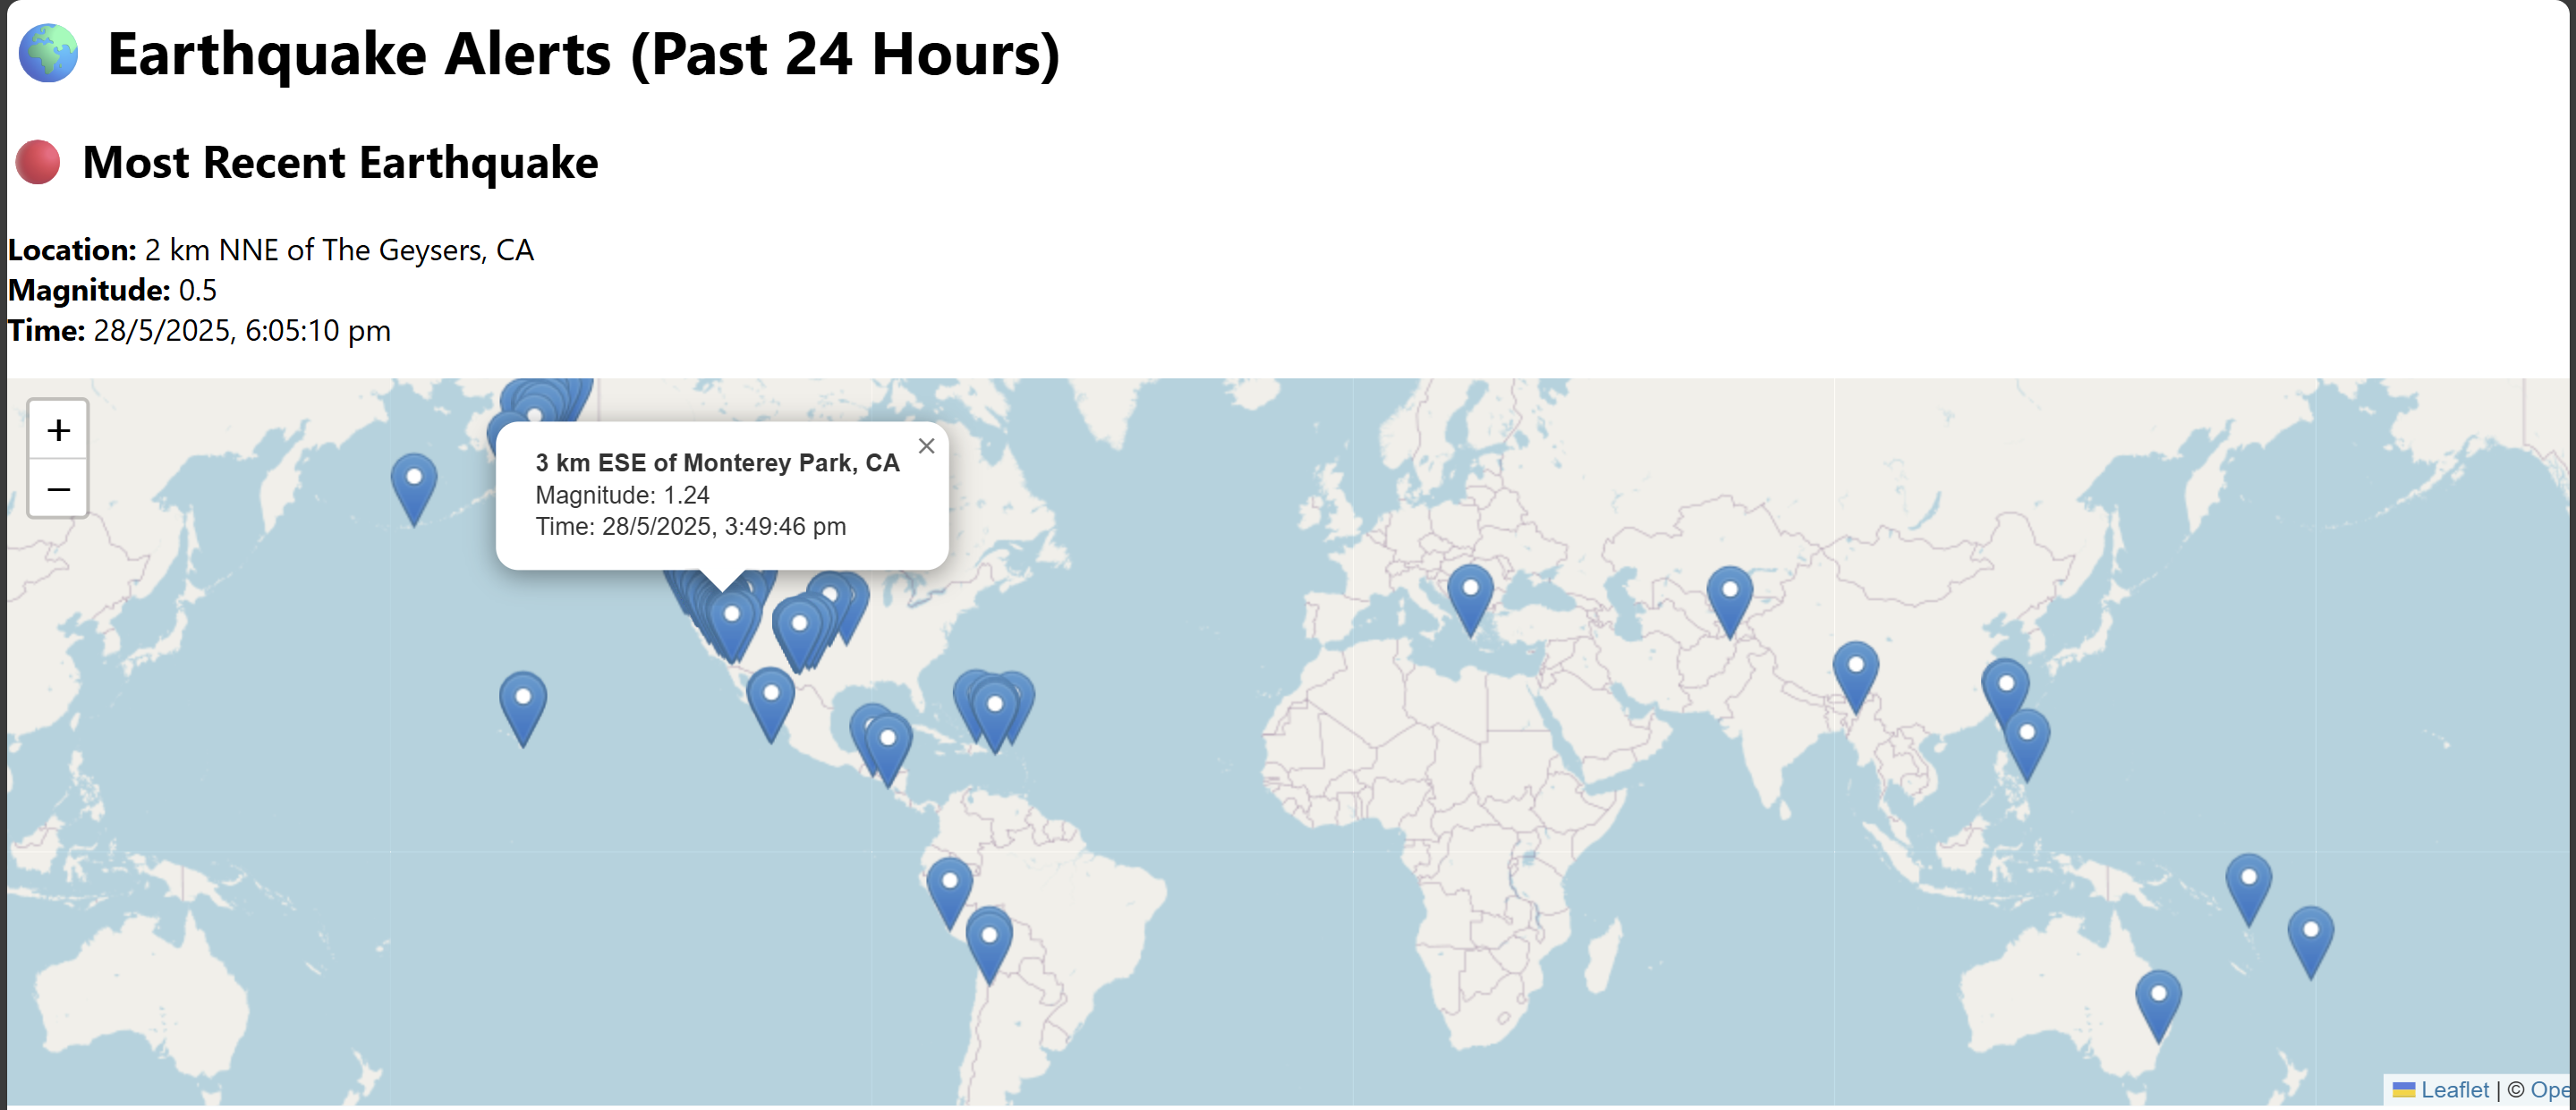 Earthquake Alerts (Past 24 Hours)
Most Recent Earthquake
Location: 2 km NNE of The Geysers, CA
Magnitude: 0.5
Time: 28/5/2025, 6:05:10 pm
+
−
3 km ESE of Monterey Park, CA
×
Magnitude: 1.24
Time: 28/5/2025, 3:49:46 pm
Leaflet | © Ope